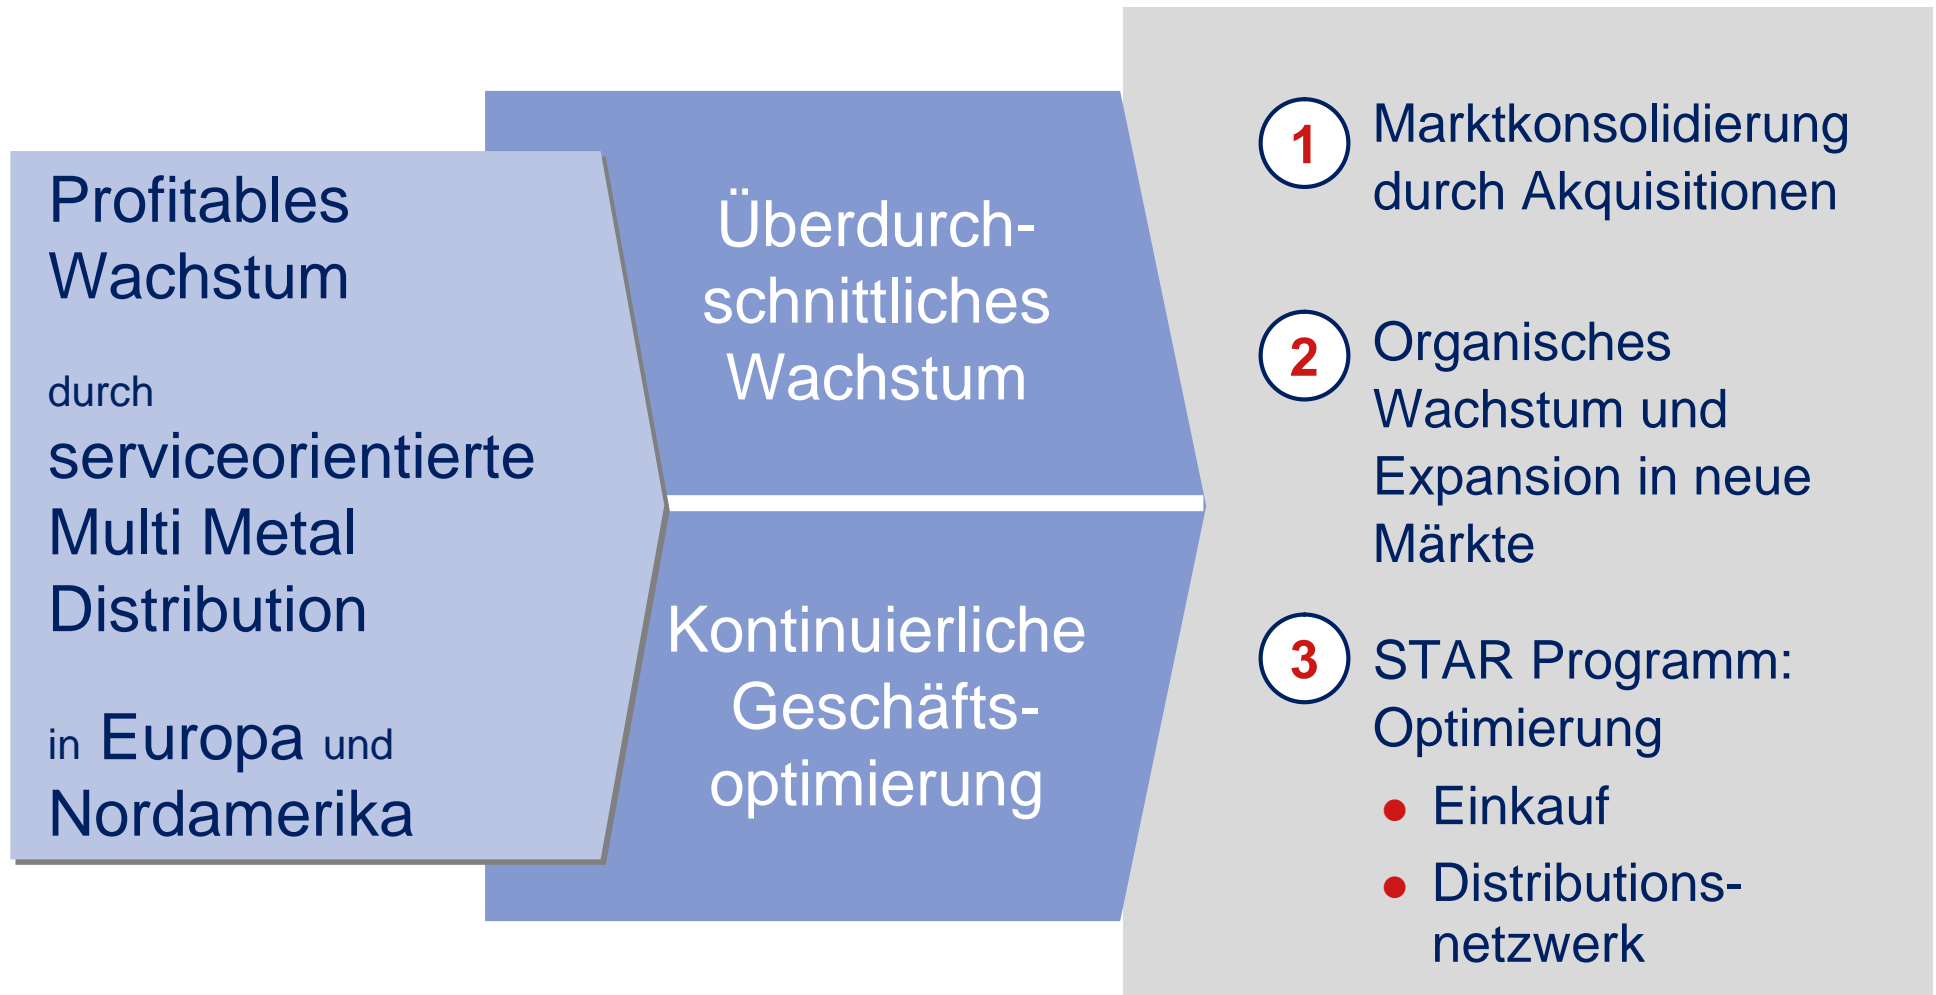 Profitables
Wachstum
durch
serviceorientierte
Multi Metal
Distribution
in Europa und
Nordamerika
Überdurch-
schnittliches
Wachstum
Kontinuierliche
Geschäfts-
optimierung
1 Marktkonsolidierung
durch Akquisitionen
2 Organisches
Wachstum und
Expansion in neue
Märkte
3 STAR Programm:
Optimierung
• Einkauf
• Distributions-
netzwerk